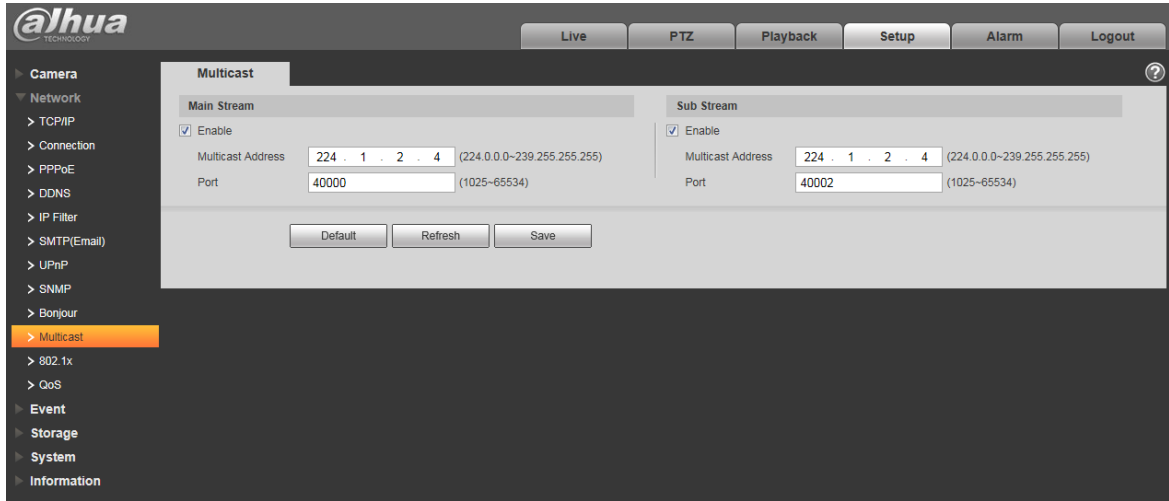 alhua
TECHNOLOGY
Live PTZ Playback Setup Alarm Logout
Camera
Network
> TCP/IP
> Connection
> PPPoE
> DDNS
> IP Filter
> SMTP(Email)
> UPnP
> SNMP
> Bonjour
> Multicast
> 802.1x
> QoS
Event
Storage
System
Information
Multicast
?
Main Stream
Enable
Multicast Address 224 . 1 . 2 . 4 (224.0.0.0~239.255.255.255)
Port 40000 (1025~65534)
Sub Stream
Enable
Multicast Address 224 . 1 . 2 . 4 (224.0.0.0~239.255.255.255)
Port 40002 (1025~65534)
Default Refresh Save